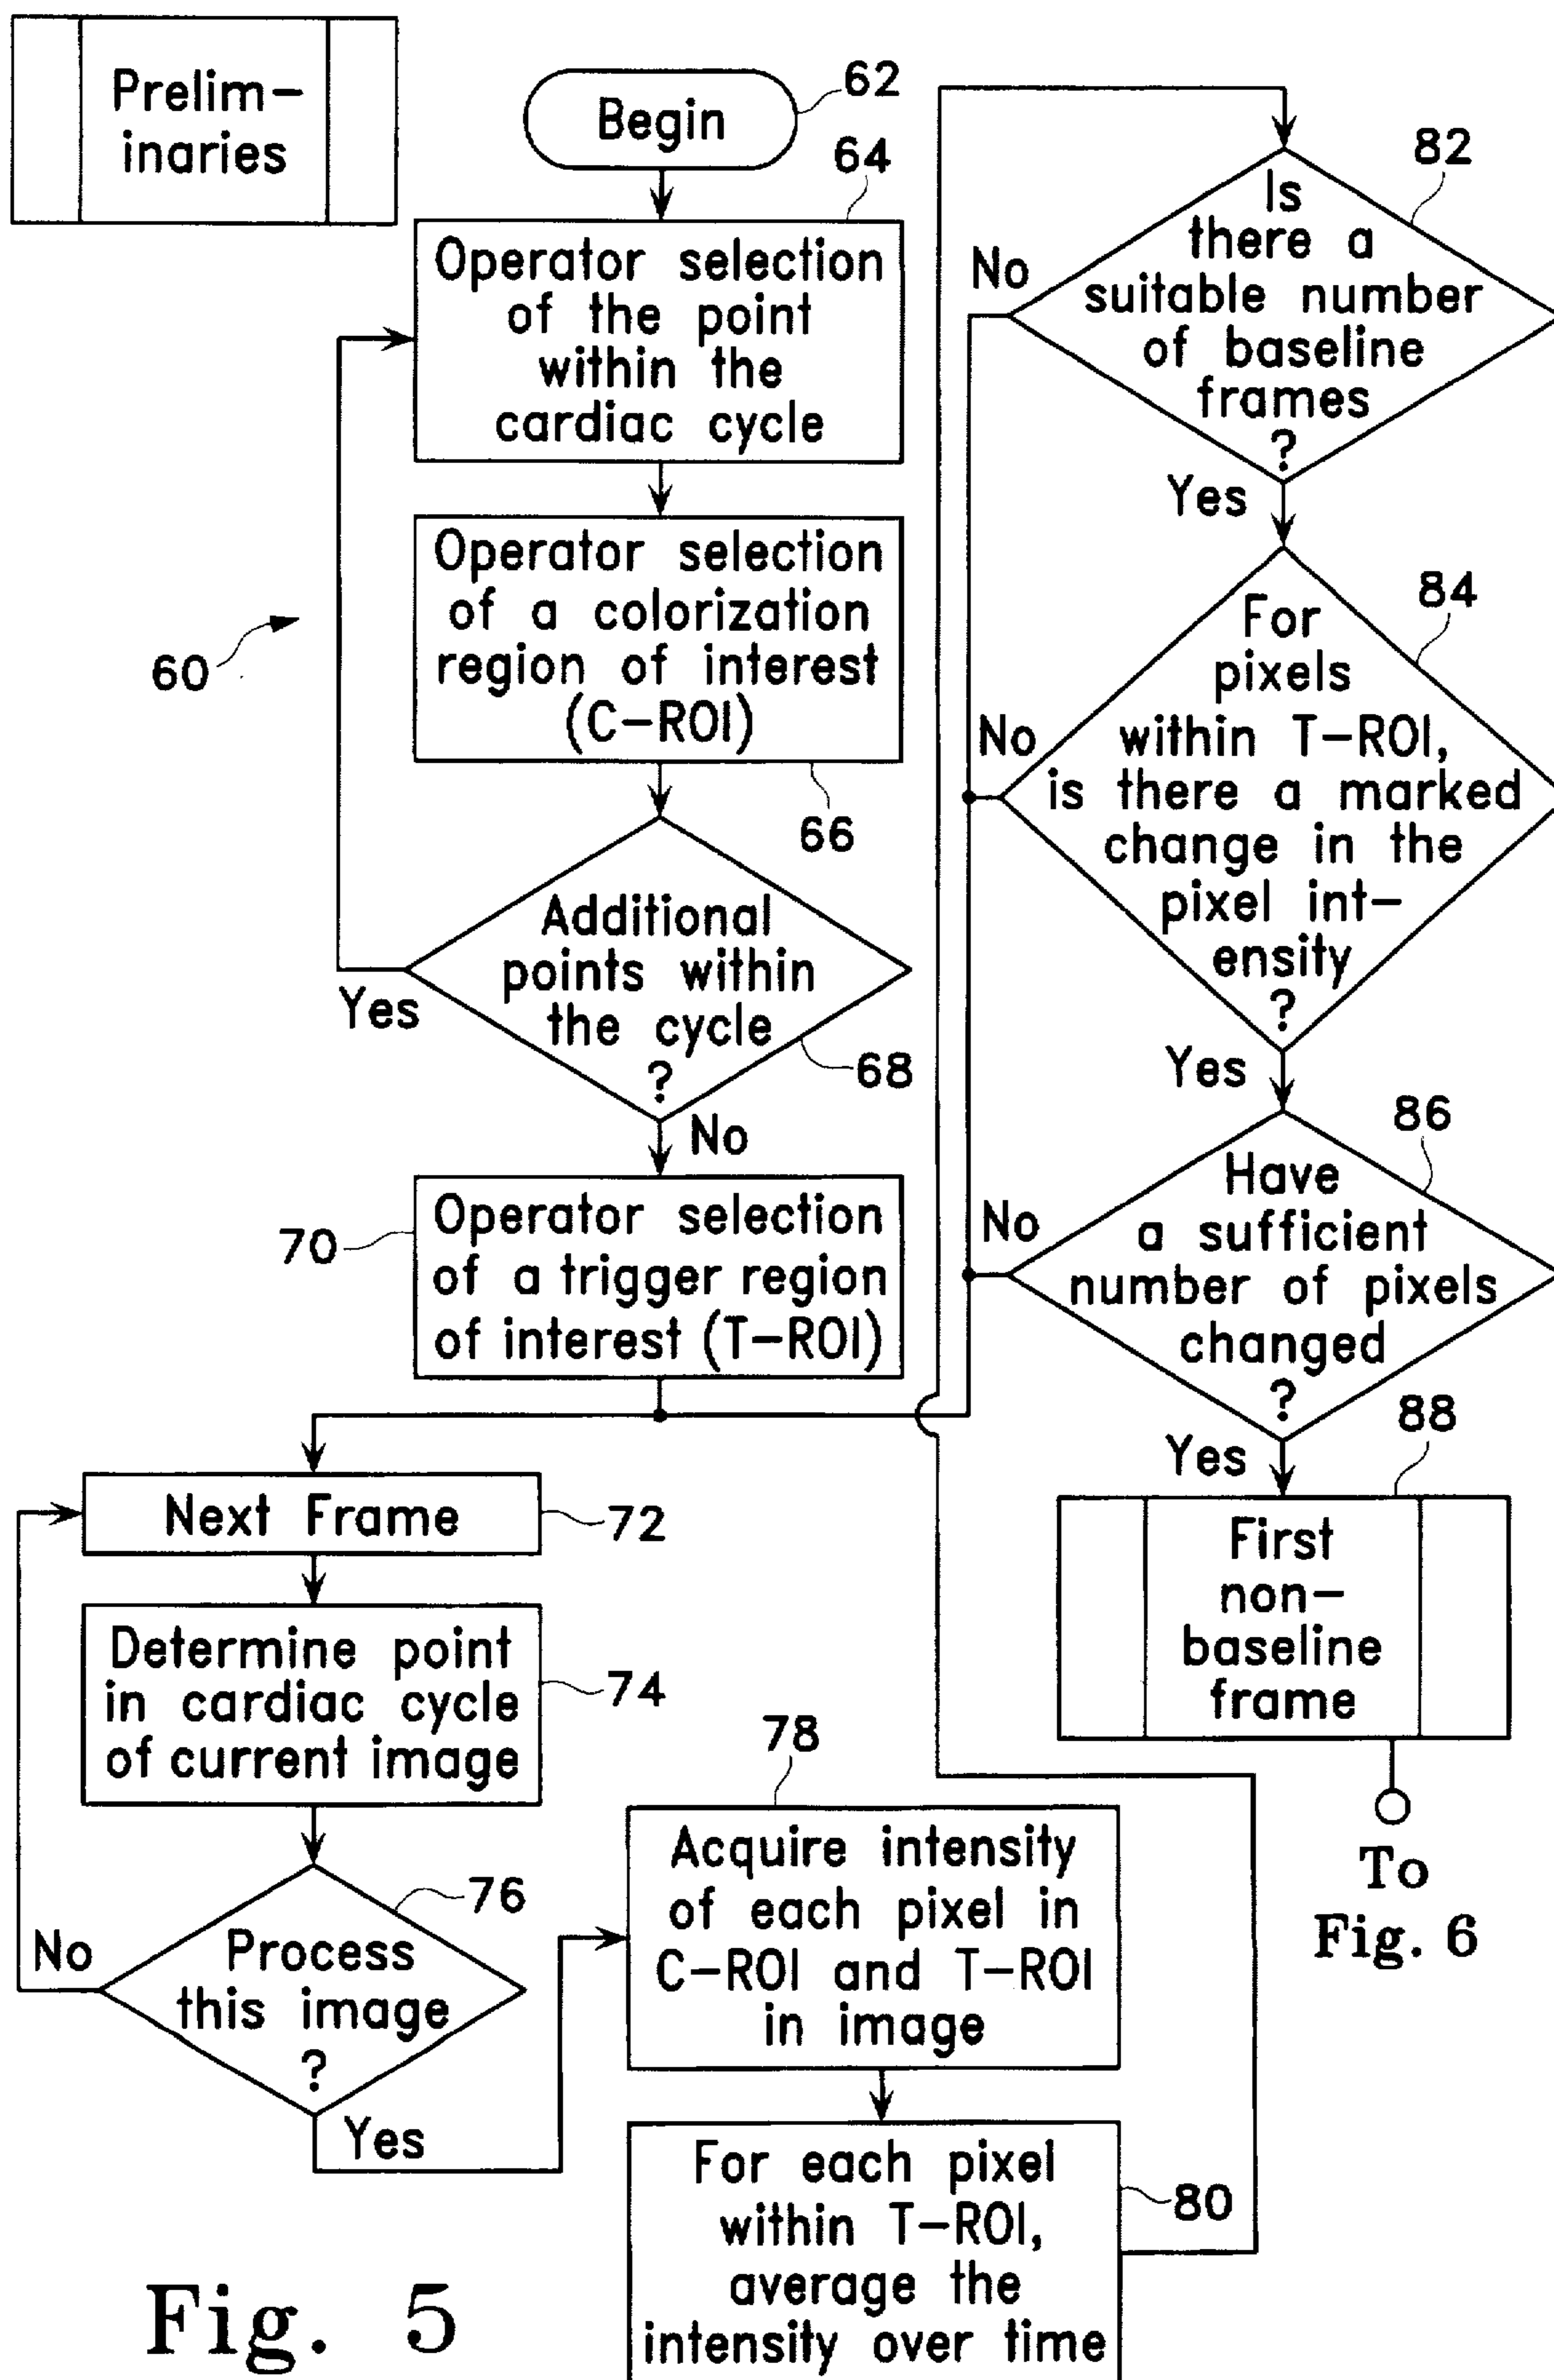 Prelim-
inaries
Begin
62
64
Operator selection
of the point
within the
cardiac cycle
Operator selection
of a colorization
region of interest
(C-ROI)
60
66
Additional
points within
the cycle
?
Yes
68
No
70
Operator selection
of a trigger region
of interest (T-ROI)
Next Frame
72
Determine point
in cardiac cycle
of current image
74
76
No
Process
this image
?
Yes
78
Acquire intensity
of each pixel in
C-ROI and T-ROI
in image
For each pixel
within T-ROI,
average the
intensity over time
80
82
No
Is
there a
suitable number
of baseline
frames
?
Yes
84
No
For
pixels
within T-ROI,
is there a marked
change in the
pixel int-
ensity
?
Yes
86
No
Have
a sufficient
number of pixels
changed
?
Yes
88
First
non-
baseline
frame
To
Fig. 6
Fig. 5